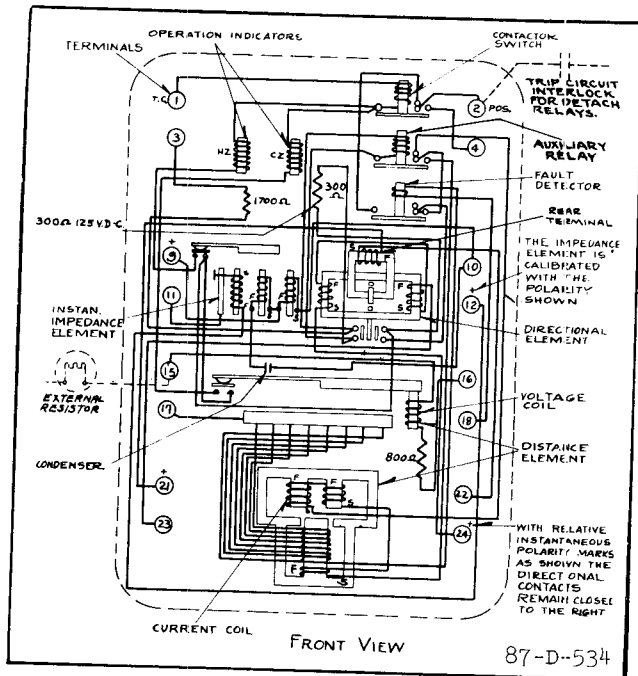 OPERATION INDICATORS
TERMINALS
CONTACTOR
SWITCH
T.C.
1
2
POS.
TRIP CIRCUIT
INTERLOCK
FOR DETACH
RELAYS.
3
4
HZ
CZ
AUXILIARY
RELAY
FAULT
DETECTOR
1700Ω
300
Ω
300Ω 125 V.D-C.
REAR
TERMINAL
+
9
S
F
10
THE IMPEDANCE
ELEMENT IS
CALIBRATED
WITH THE
POLARITY
SHOWN
+
12
11
S
F
F
F
S
F
S
F
S
INSTAN.
IMPEDANCE
ELEMENT
DIRECTIONAL
ELEMENT
+
15
16
EXTERNAL
RESISTOR
17
VOLTAGE
COIL
18
CONDENSER
800Ω
DISTANCE
ELEMENT
+
21
F
F
S
22
23
+
24
WITH RELATIVE
INSTANTANEOUS
POLARITY MARKS
AS SHOWN THE
DIRECTIONAL
CONTACTS
REMAIN CLOSED
TO THE RIGHT
F
S
CURRENT COIL
FRONT VIEW
87-D-534